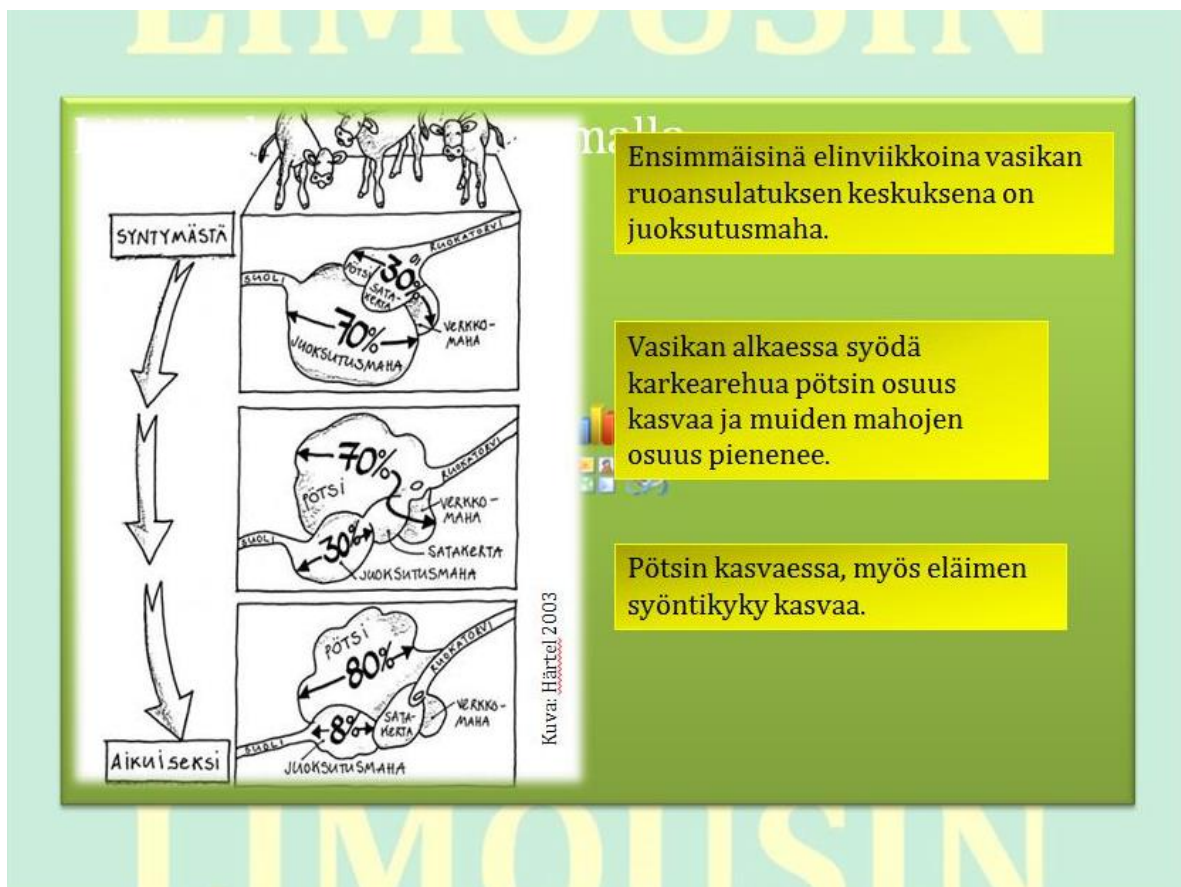 LIMOUSIN
malla
Ensimmäisinä elinviikkoina vasikan
ruoansulatuksen keskuksena on
juoksutusmaha.
Vasikan alkaessa syödä
karkearehua pötsin osuus
kasvaa ja muiden mahojen
osuus pienenee.
Pötsin kasvaessa, myös eläimen
syöntikyky kasvaa.
SYNTYMÄSTÄ
SUOLI
PÖTSI
30%
SATA-
KERTA
RUOKATORVI
VERKKO-
MAHA
70%
JUOKSUTUSMAHA
70%
PÖTSI
RUOKATORVI
VERKKO-
MAHA
SUOLI
30%
SATAKERTA
JUOKSUTUSMAHA
PÖTSI
80%
RUOKATORVI
VERKKO-
MAHA
SATA-
KERTA
8%
SUOLI
JUOKSUTUSMAHA
AiKUiSEKSi
Kuva: Härtel 2003
LIMOUSIN